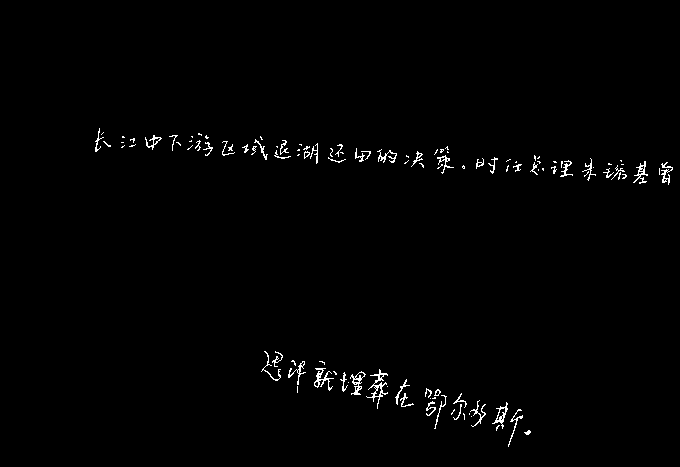 长江中下游区域退湖还田的决策。时任总理朱镕基曾
思汗就埋葬在鄂尔多斯。